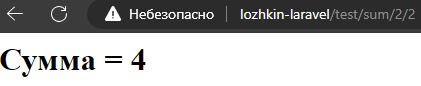 Небезопасно lozhkin-laravel/test/sum/2/2
Сумма = 4